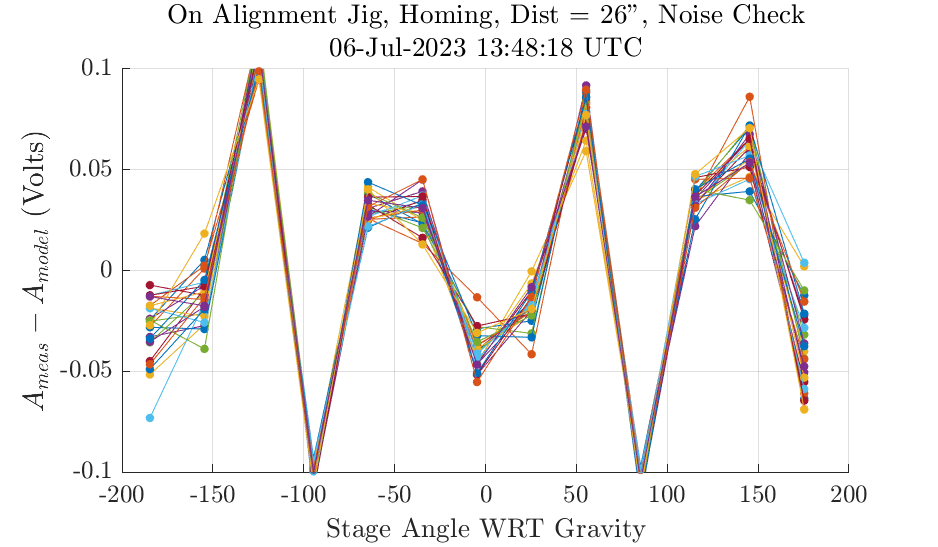 On Alignment Jig, Homing, Dist = 26”, Noise Check
06-Jul-2023 13:48:18 UTC
A_meas − A_model (Volts)
0.1
0.05
0
-0.05
-0.1
-200 -150 -100 -50 0 50 100 150 200
Stage Angle WRT Gravity